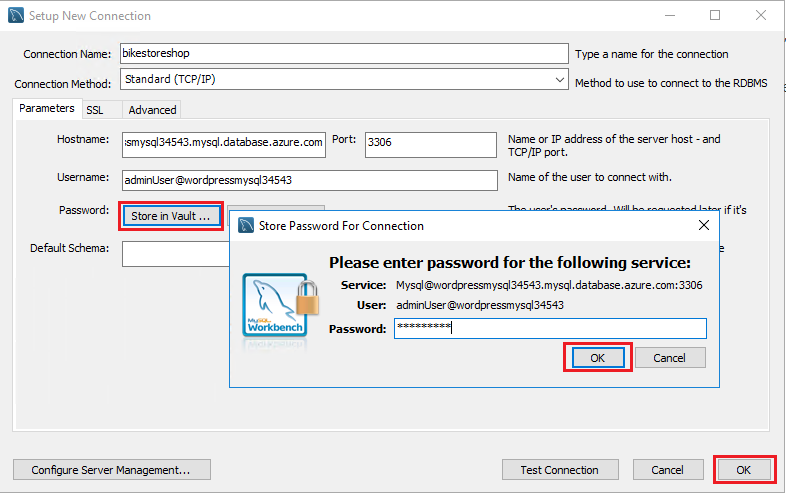 Setup New Connection
Connection Name: bikestoreshop Type a name for the connection
Connection Method: Standard (TCP/IP) Method to use to connect to the RDBMS
Parameters SSL Advanced
Hostname: smysql34543.mysql.database.azure.com Port: 3306 Name or IP address of the server host - and
TCP/IP port.
Username: adminUser@wordpressmysql34543 Name of the user to connect with.
Password: Store in Vault ... The user's password. Will be requested later if it's
Store Password For Connection
Default Schema:
Please enter password for the following service:
Service: Mysql@wordpressmysql34543.mysql.database.azure.com:3306
User: adminUser@wordpressmysql34543
MySQL
Workbench
Password: *********
OK Cancel
Configure Server Management... Test Connection Cancel OK